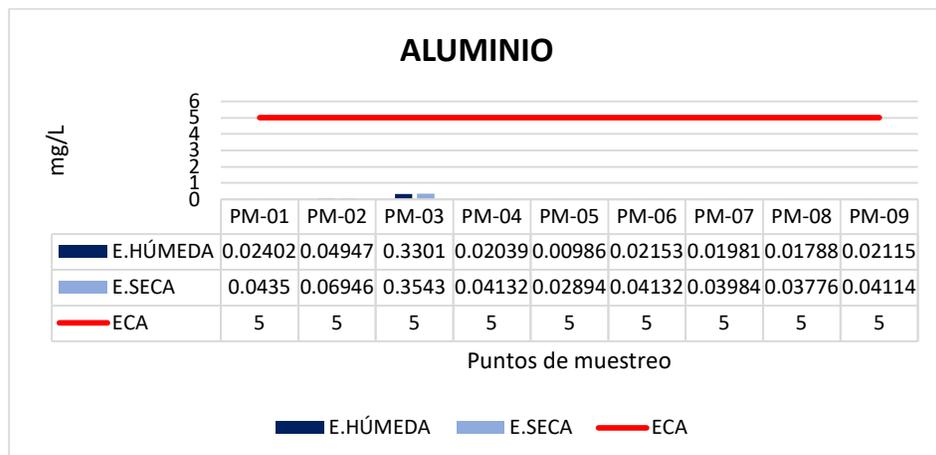 ALUMINIO
mg/L
6
5
4
3
2
1
0
PM-01 PM-02 PM-03 PM-04 PM-05 PM-06 PM-07 PM-08 PM-09
E.HÚMEDA 0.02402 0.04947 0.3301 0.02039 0.00986 0.02153 0.01981 0.01788 0.02115
E.SECA 0.0435 0.06946 0.3543 0.04132 0.02894 0.04132 0.03984 0.03776 0.04114
ECA 5 5 5 5 5 5 5 5 5
Puntos de muestreo
E.HÚMEDA E.SECA ECA